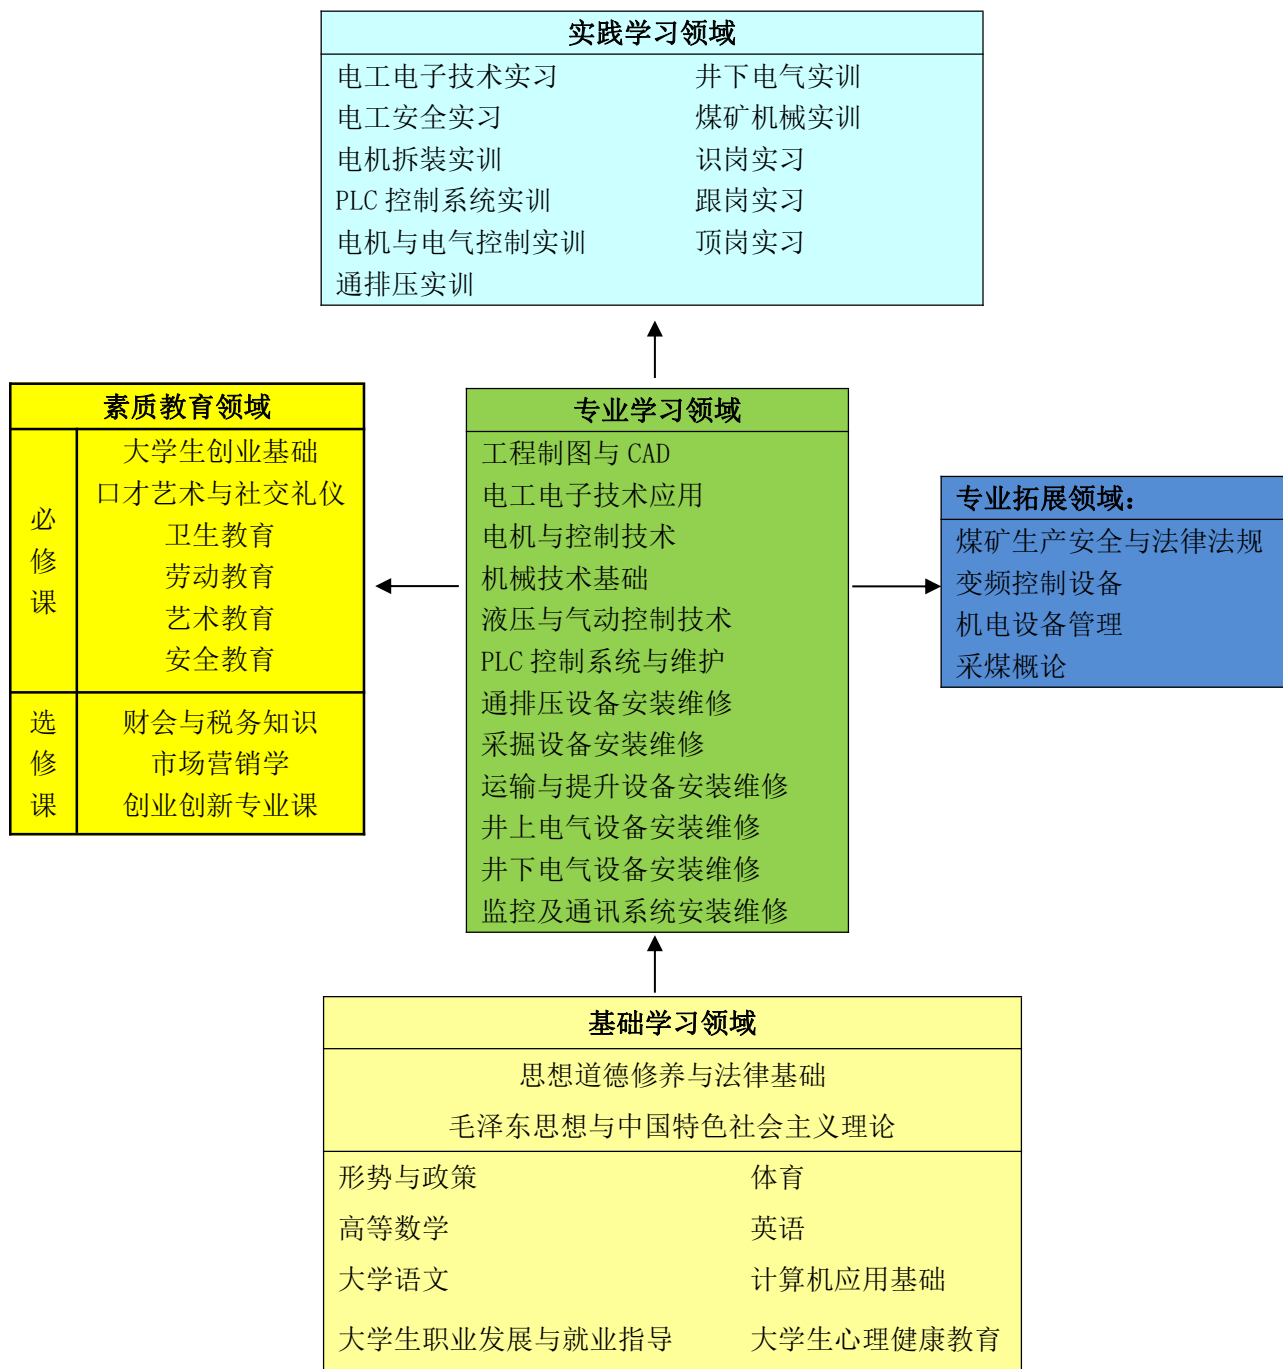 实践学习领域
电工电子技术实习 井下电气实训
电工安全实习 煤矿机械实训
电机拆装实训 识岗实习
PLC 控制系统实训 跟岗实习
电机与电气控制实训 顶岗实习
通排压实训
素质教育领域
必修课
大学生创业基础
口才艺术与社交礼仪
卫生教育
劳动教育
艺术教育
安全教育
选修课
财会与税务知识
市场营销学
创业创新专业课
专业学习领域
工程制图与 CAD
电工电子技术应用
电机与控制技术
机械技术基础
液压与气动控制技术
PLC 控制系统与维护
通排压设备安装维修
采掘设备安装维修
运输与提升设备安装维修
井上电气设备安装维修
井下电气设备安装维修
监控及通讯系统安装维修
专业拓展领域:
煤矿生产安全与法律法规
变频控制设备
机电设备管理
采煤概论
基础学习领域
思想道德修养与法律基础
毛泽东思想与中国特色社会主义理论
形势与政策 体育
高等数学 英语
大学语文 计算机应用基础
大学生职业发展与就业指导 大学生心理健康教育